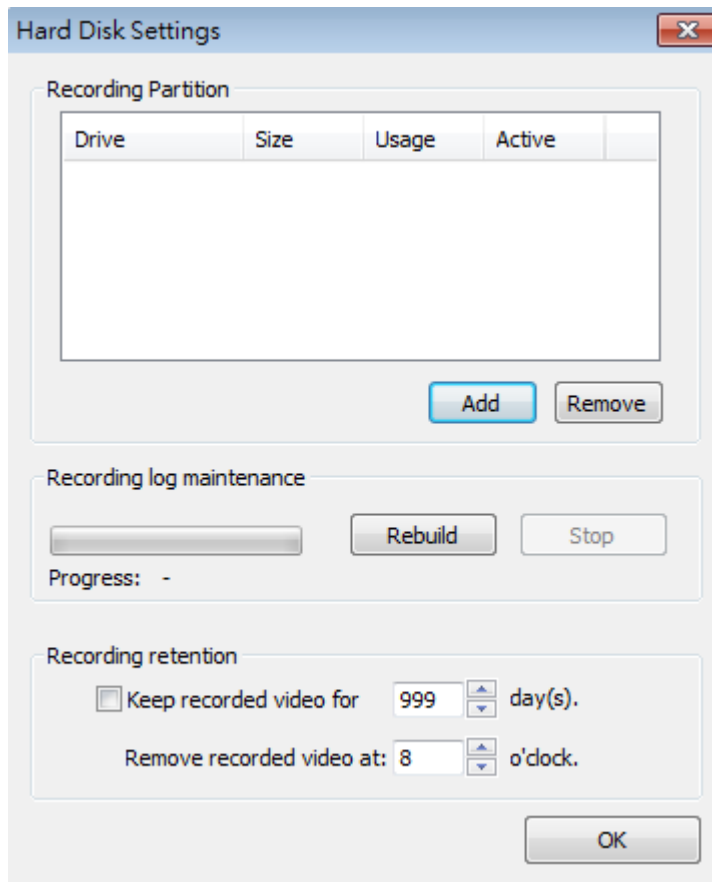 Hard Disk Settings
Recording Partition
Drive Size Usage Active
Add Remove
Recording log maintenance
Rebuild Stop
Progress: -
Recording retention
Keep recorded video for 999 day(s).
Remove recorded video at: 8 o'clock.
OK